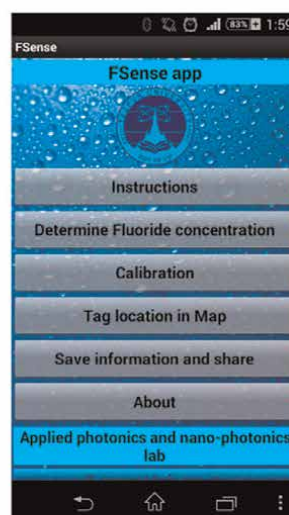 83% 1:59
FSense
FSense app
Instructions
Determine Fluoride concentration
Calibration
Tag location in Map
Save information and share
About
Applied photonics and nano-photonics
lab